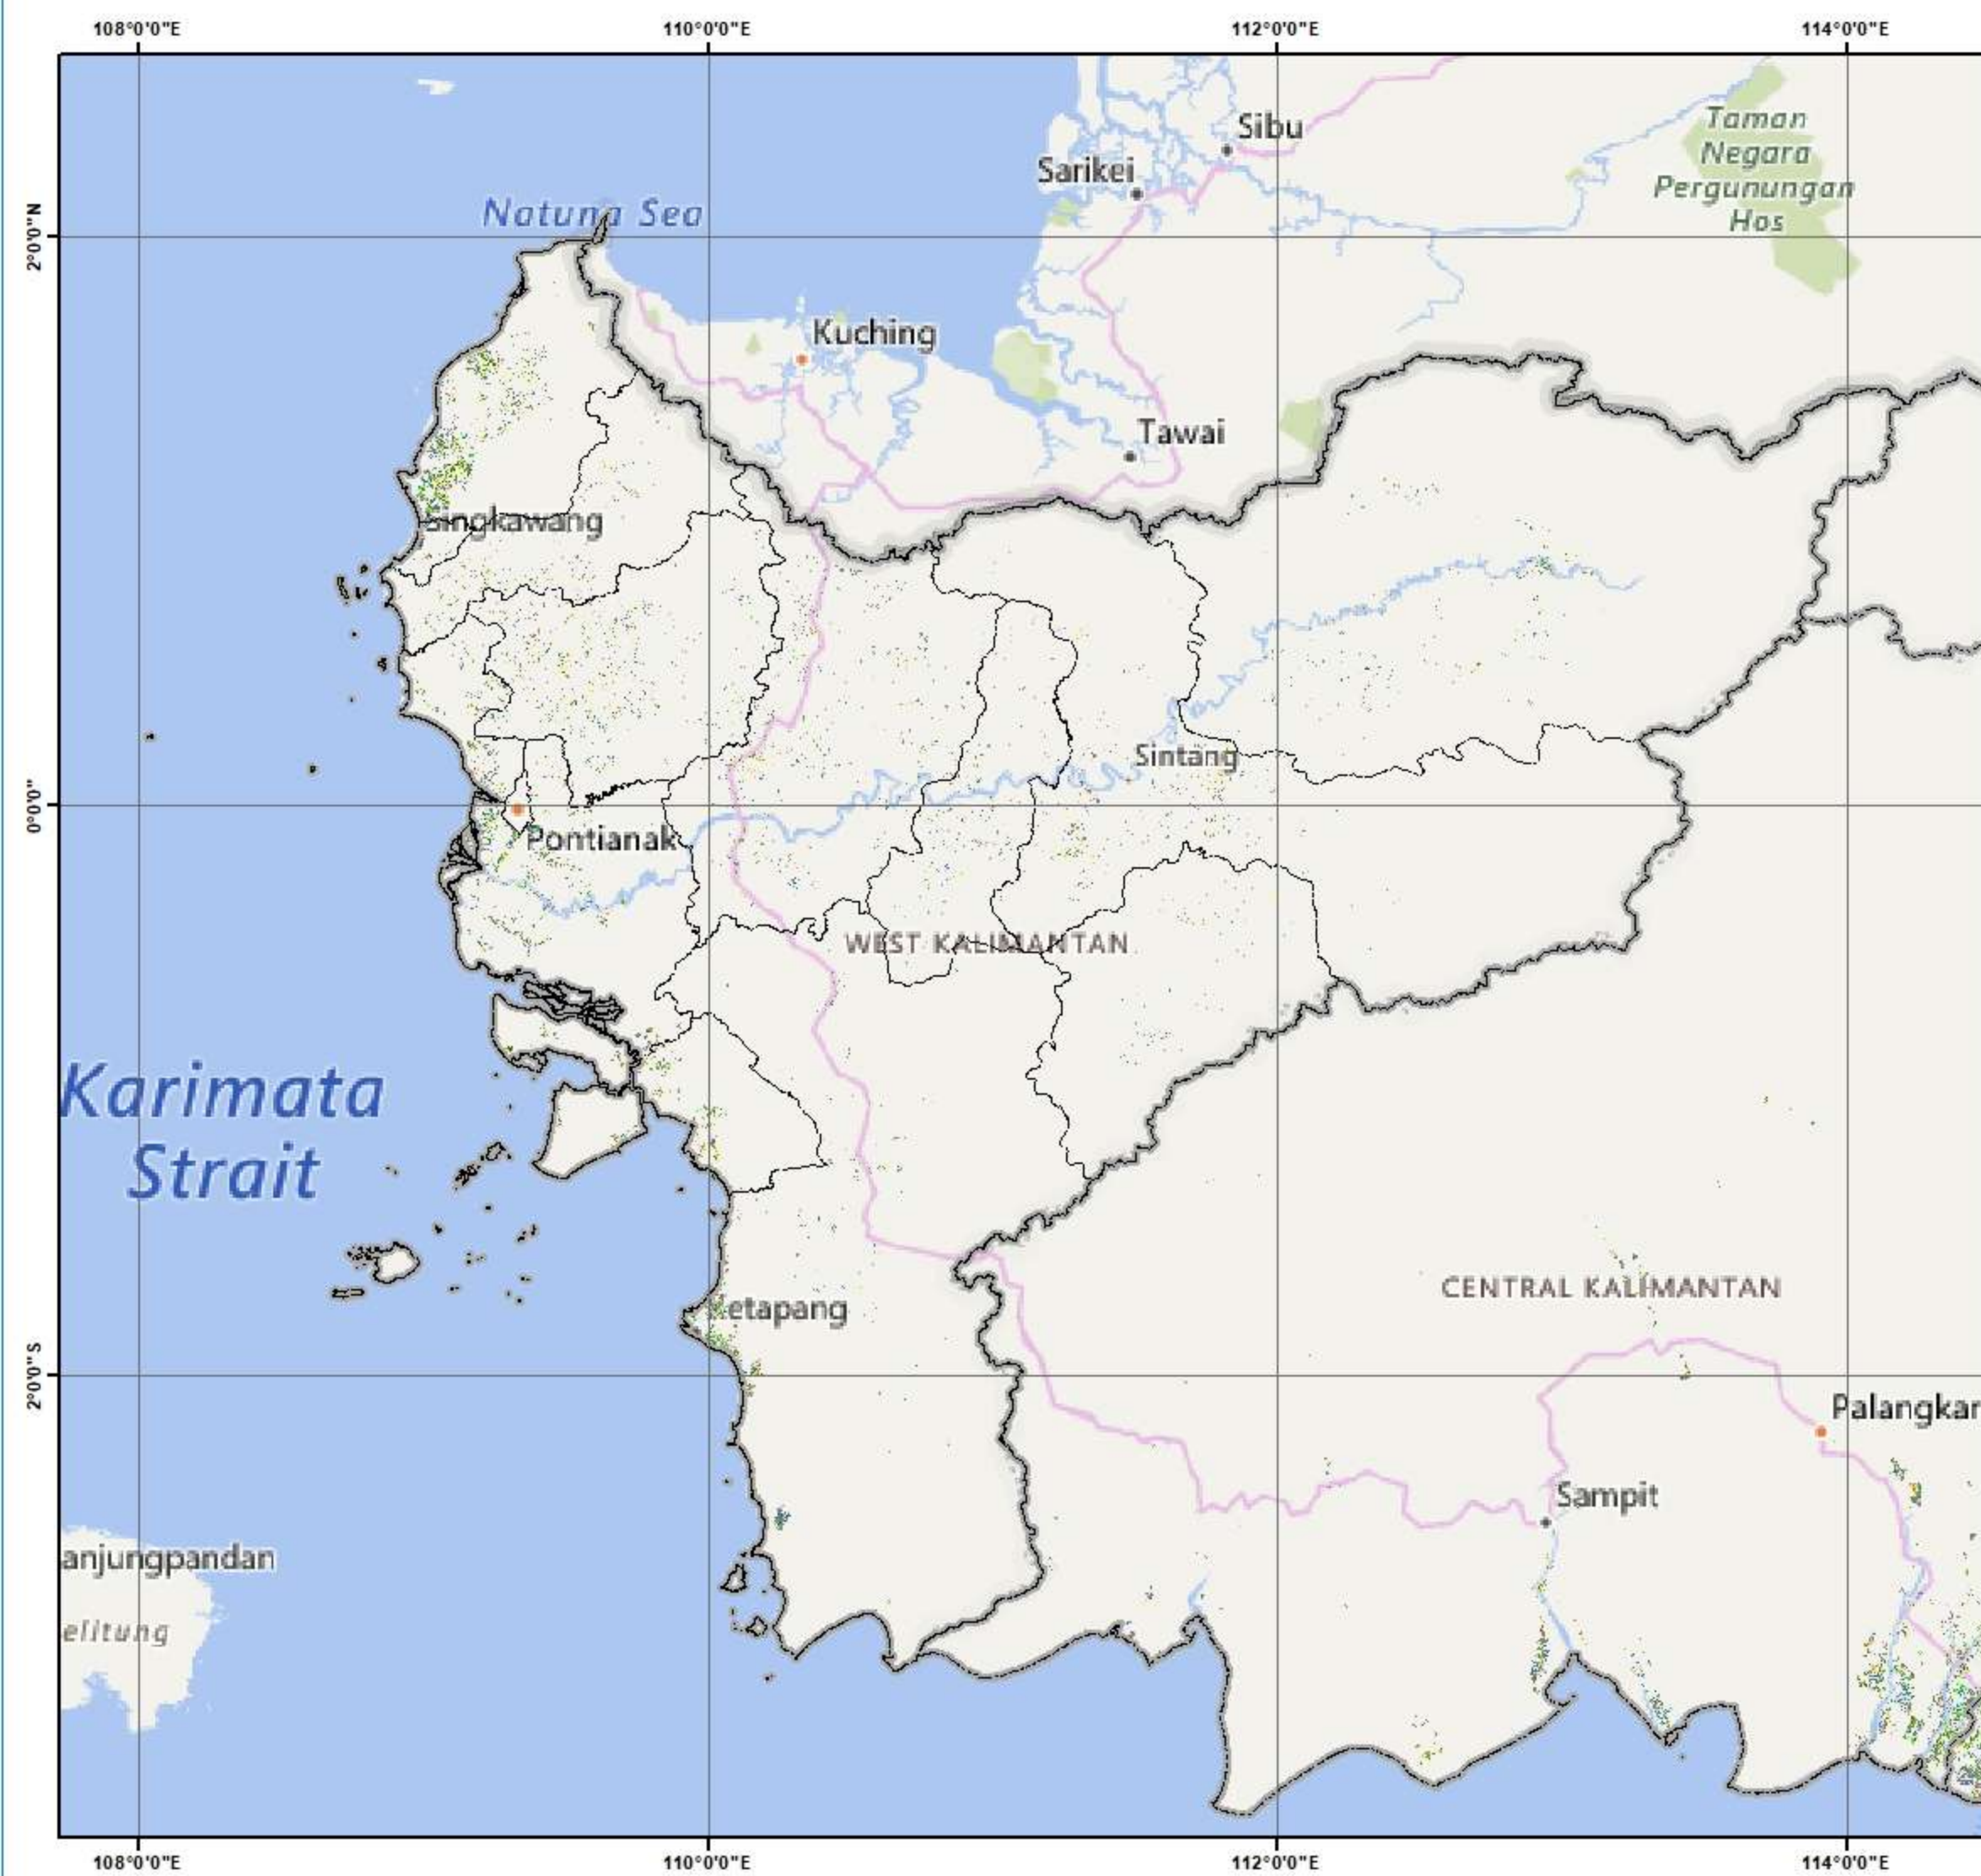 108°0'0"E
110°0'0"E
112°0'0"E
114°0'0"E
Sibu
Taman
Negara
Pergunungan
Hos
Sarikei
Natuna Sea
2°0'0"N
Kuching
Tawai
Singkawang
Sintang
0°0'0"
Pontianak
WEST KALIMANTAN
Karimata
Strait
CENTRAL KALIMANTAN
Ketapang
2°0'0"S
Palangkar
Sampit
anjungpandan
elitung
108°0'0"E
110°0'0"E
112°0'0"E
114°0'0"E